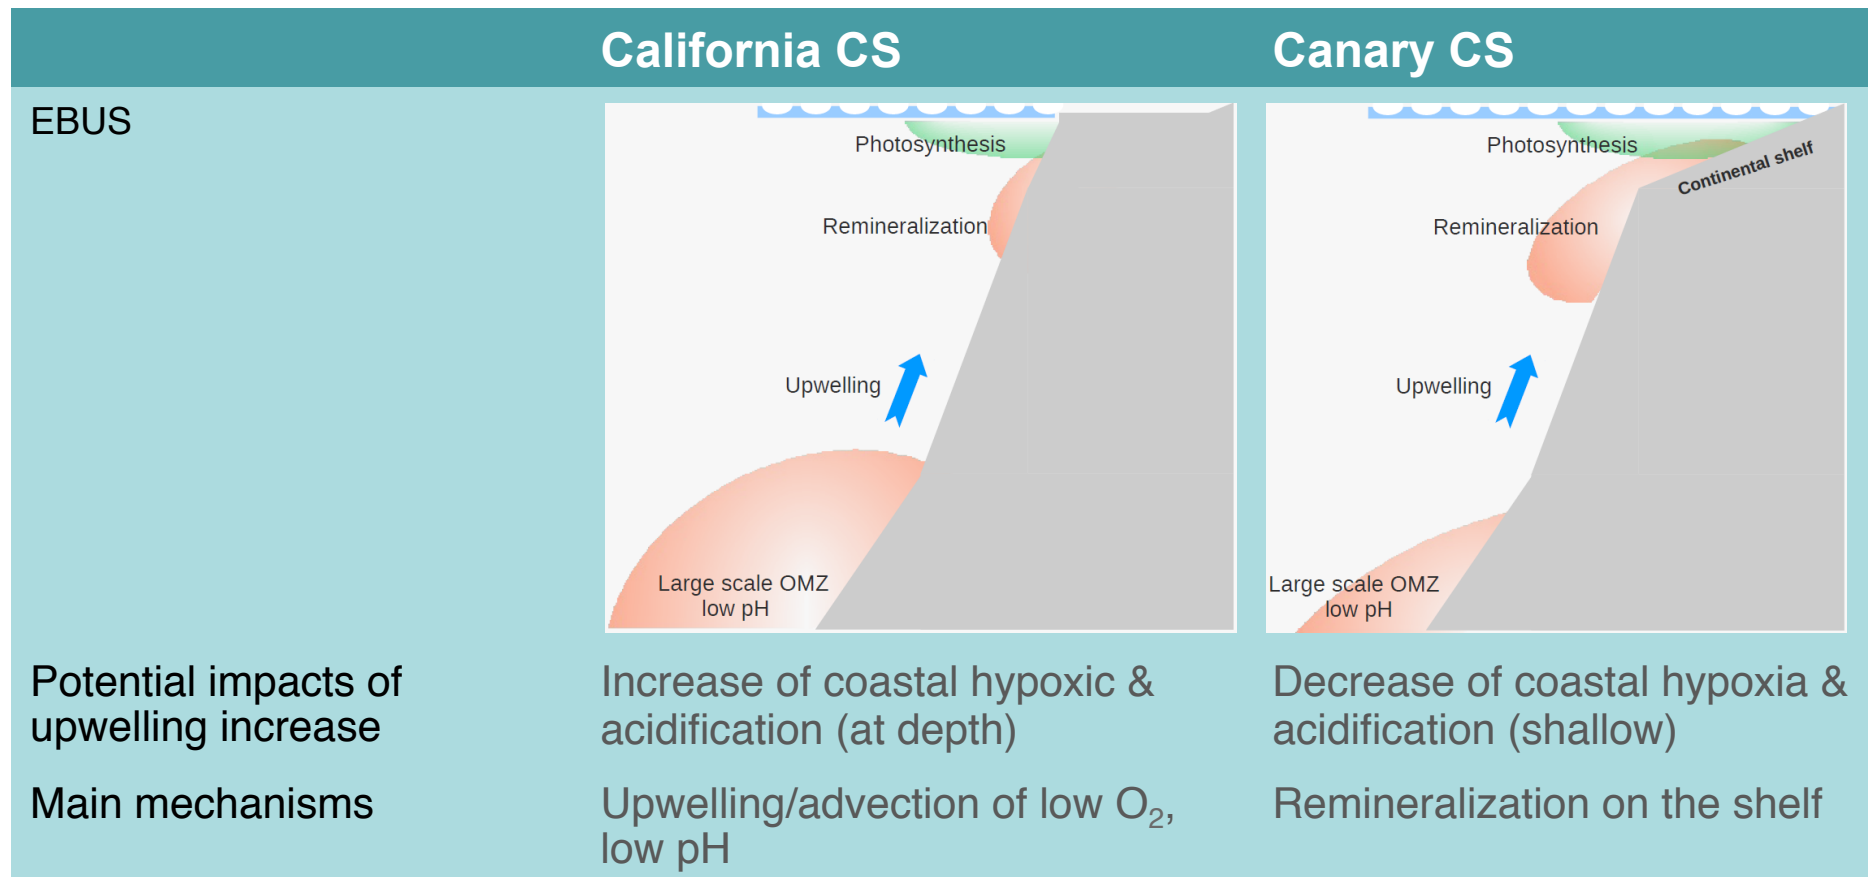 California CS
Canary CS
EBUS
Photosynthesis
Remineralization
Upwelling
Large scale OMZ
low pH
Photosynthesis
Continental shelf
Remineralization
Upwelling
Large scale OMZ
low pH
Potential impacts of
upwelling increase
Increase of coastal hypoxic &
acidification (at depth)
Decrease of coastal hypoxia &
acidification (shallow)
Main mechanisms
Upwelling/advection of low O₂,
low pH
Remineralization on the shelf